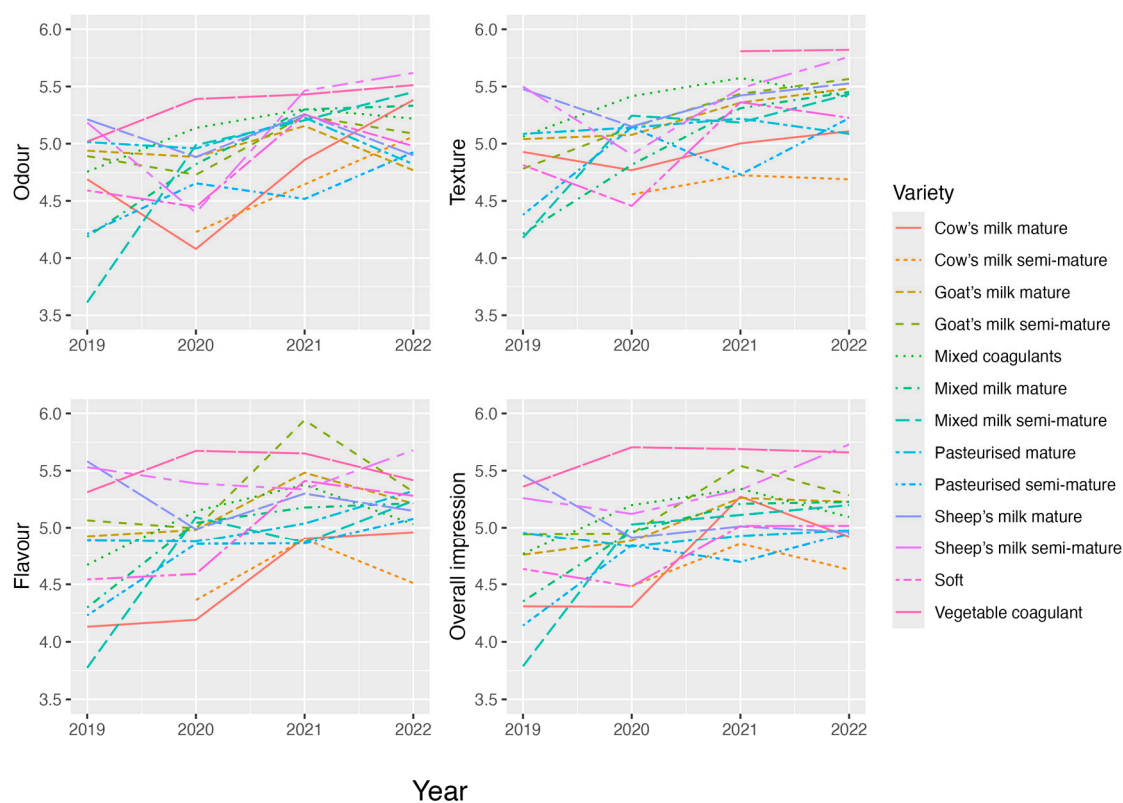 6.0
5.5
5.0
4.5
4.0
3.5
Odour
2019 2020 2021 2022
6.0
5.5
5.0
4.5
4.0
3.5
Texture
2019 2020 2021 2022
6.0
5.5
5.0
4.5
4.0
3.5
Flavour
2019 2020 2021 2022
6.0
5.5
5.0
4.5
4.0
3.5
Overall impression
2019 2020 2021 2022
Year
Variety
Cow's milk mature
Cow's milk semi-mature
Goat's milk mature
Goat's milk semi-mature
Mixed coagulants
Mixed milk mature
Mixed milk semi-mature
Pasteurised mature
Pasteurised semi-mature
Sheep's milk mature
Sheep's milk semi-mature
Soft
Vegetable coagulant